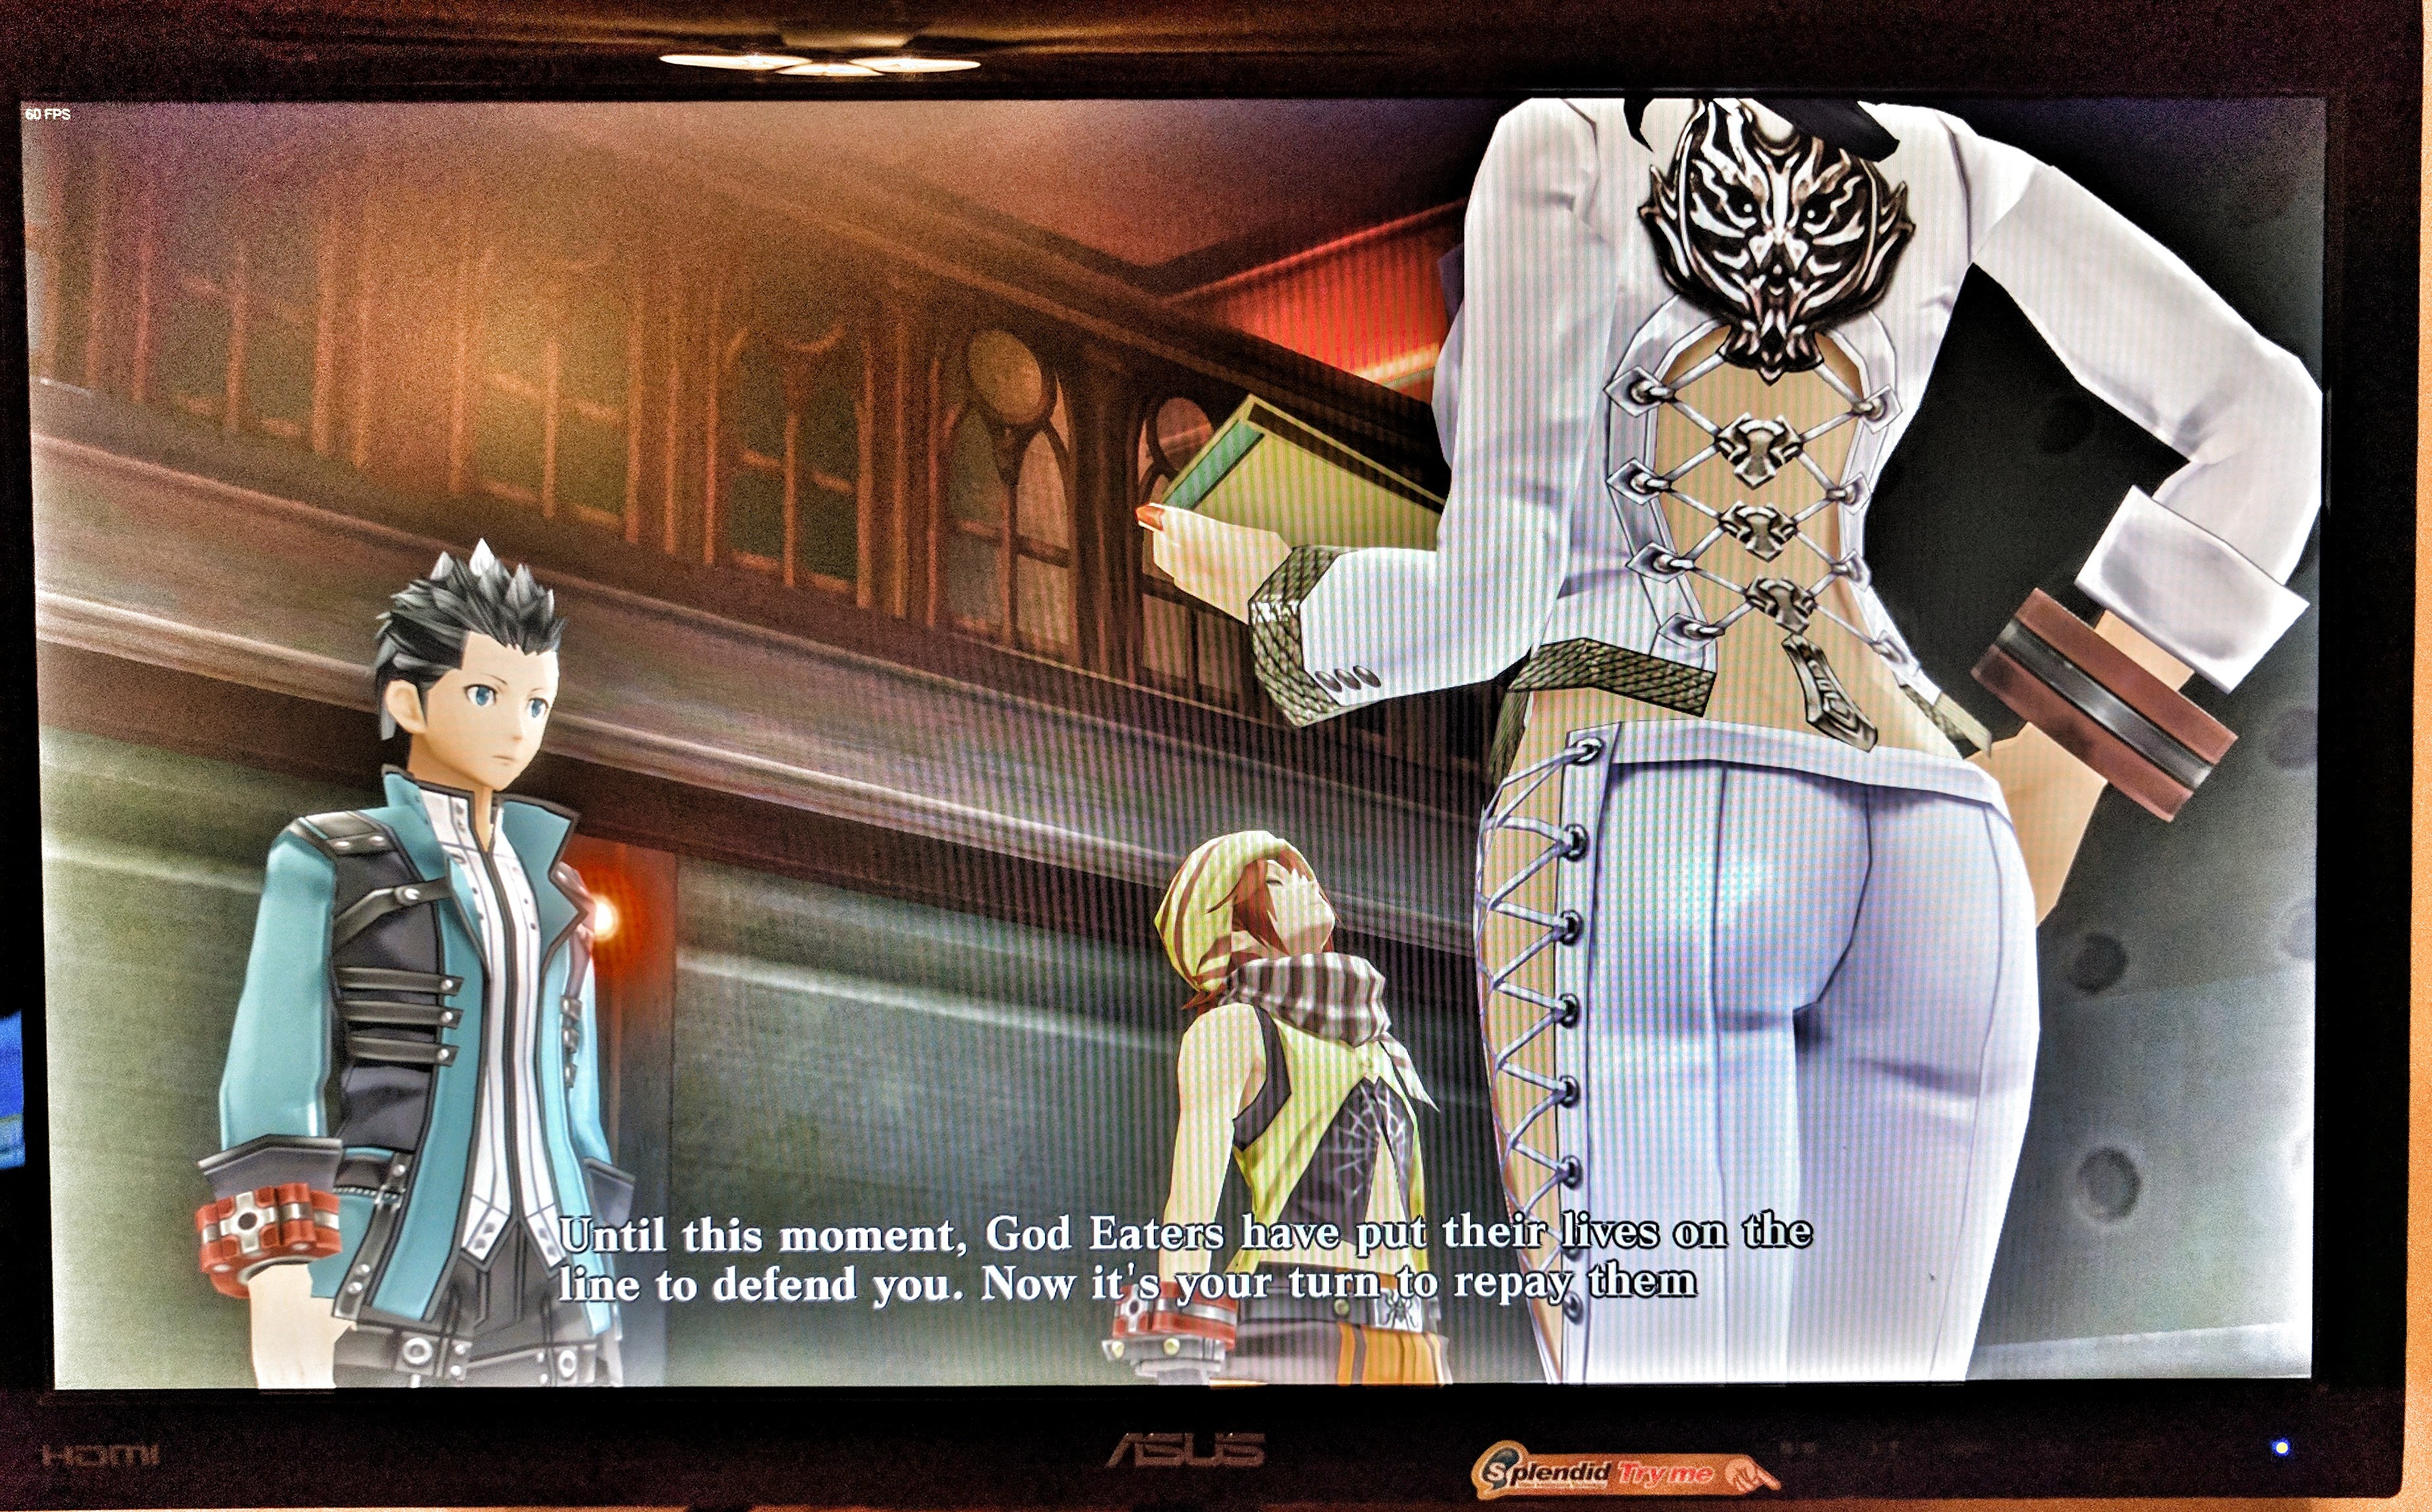 60 FPS
Until this moment, God Eaters have put their lives on the
line to defend you. Now it's your turn to repay them
HDMI
ASUS
Splendid Try me